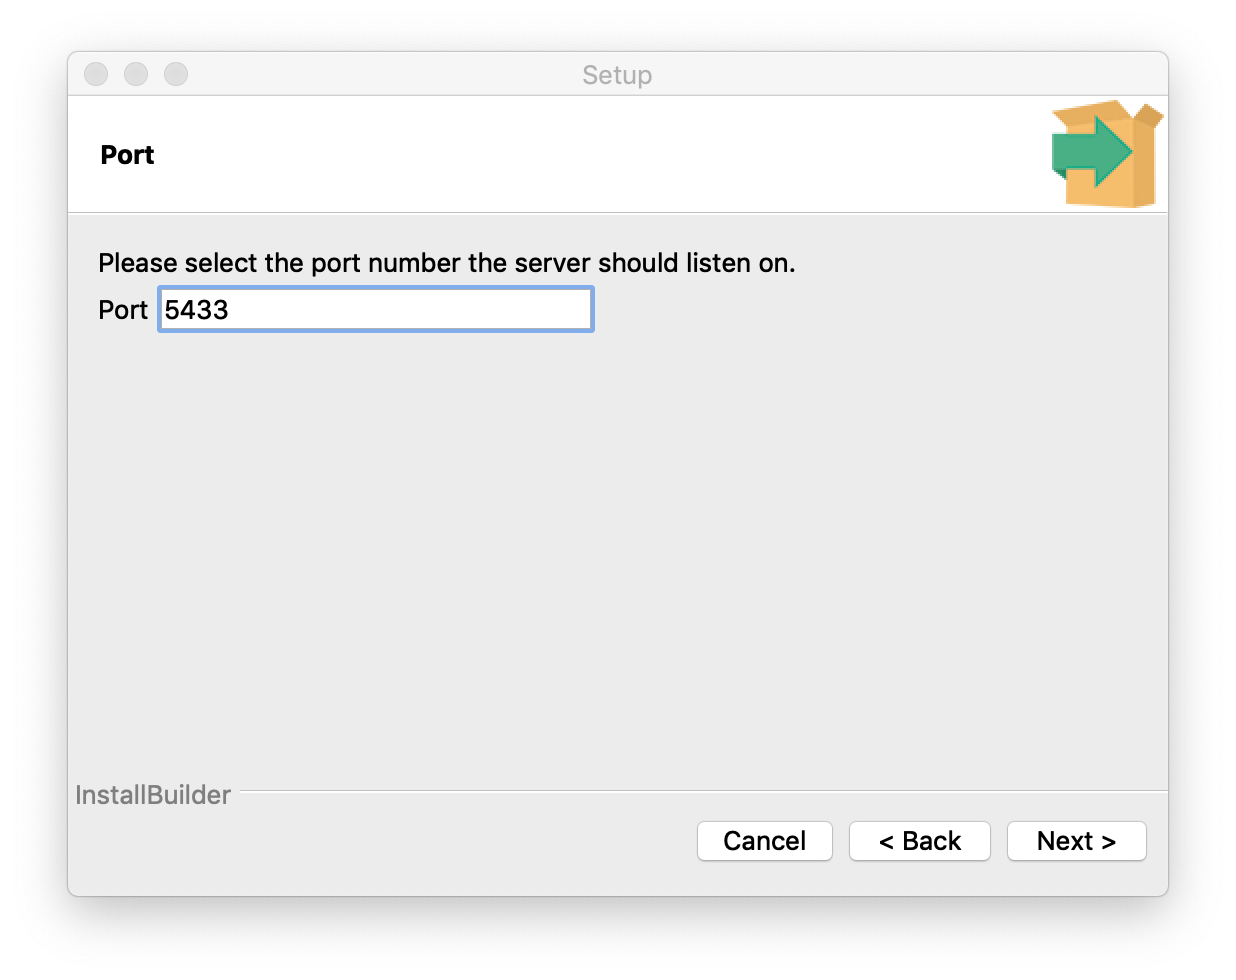 Setup
Port
Please select the port number the server should listen on.
Port 5433
InstallBuilder
Cancel < Back Next >